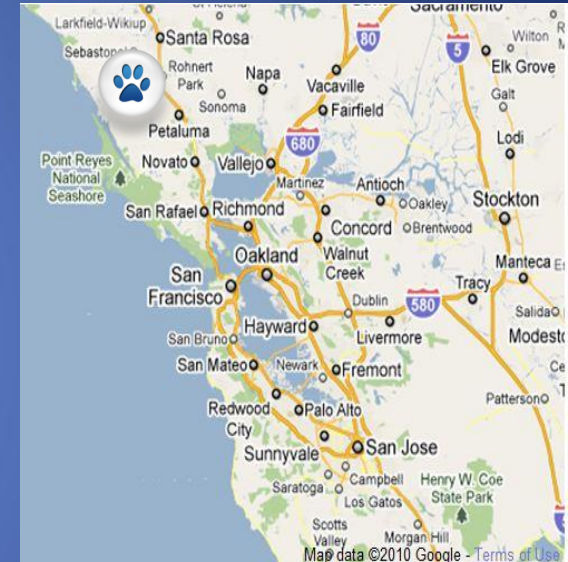 Sacramento
Larkfield-Wikiup
Santa Rosa
80
5
Wilton
Sebastopol
Rohnert
Park
Napa
Vacaville
Elk Grove
Sonoma
Fairfield
Galt
Petaluma
680
Lodi
Point Reyes
National
Seashore
Novato
Vallejo
Martinez
Antioch
Oakley
Stockton
San Rafael
Richmond
Concord
Brentwood
Oakland
Walnut
Creek
Manteca
San
Francisco
Tracy
Dublin
580
Salida
San Bruno
Hayward
Livermore
Modesto
San Mateo
Newark
Fremont
Patterson
Redwood
City
Palo Alto
Sunnyvale
San Jose
Saratoga
Campbell
Los Gatos
Henry W. Coe
State Park
Scotts
Valley
Morgan Hill
Map data ©2010 Google - Terms of Use